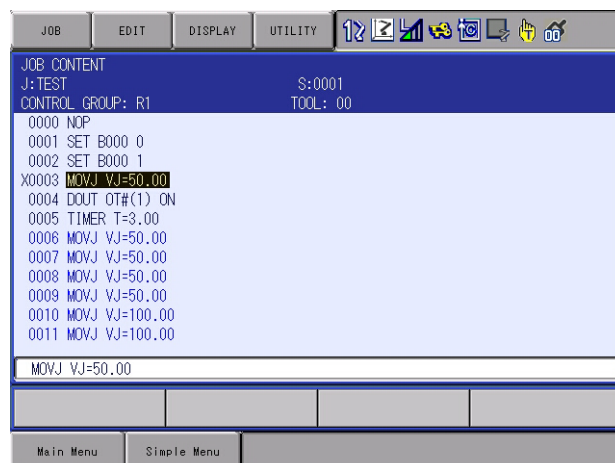 JOB EDIT DISPLAY UTILITY
JOB CONTENT
J:TEST S:0001
CONTROL GROUP: R1 TOOL: 00
0000 NOP
0001 SET B000 0
0002 SET B000 1
X0003 MOVJ VJ=50.00
0004 DOUT OT#(1) ON
0005 TIMER T=3.00
0006 MOVJ VJ=50.00
0007 MOVJ VJ=50.00
0008 MOVJ VJ=50.00
0009 MOVJ VJ=50.00
0010 MOVJ VJ=100.00
0011 MOVJ VJ=100.00
MOVJ VJ=50.00
Main Menu Simple Menu